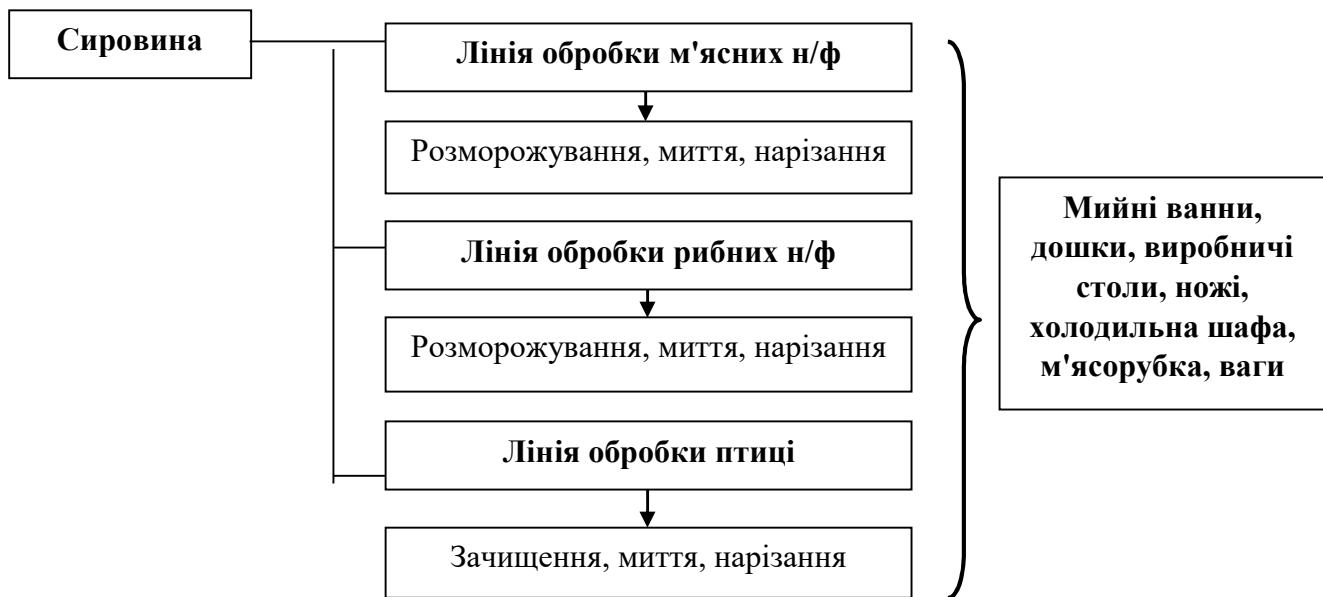 Сировина
Лінія обробки м'ясних н/ф
Розморожування, миття, нарізання
Лінія обробки рибних н/ф
Розморожування, миття, нарізання
Лінія обробки птиці
Зачищення, миття, нарізання
Мийні ванни,
дошки, виробничі
столи, ножі,
холодильна шафа,
м'ясорубка, ваги